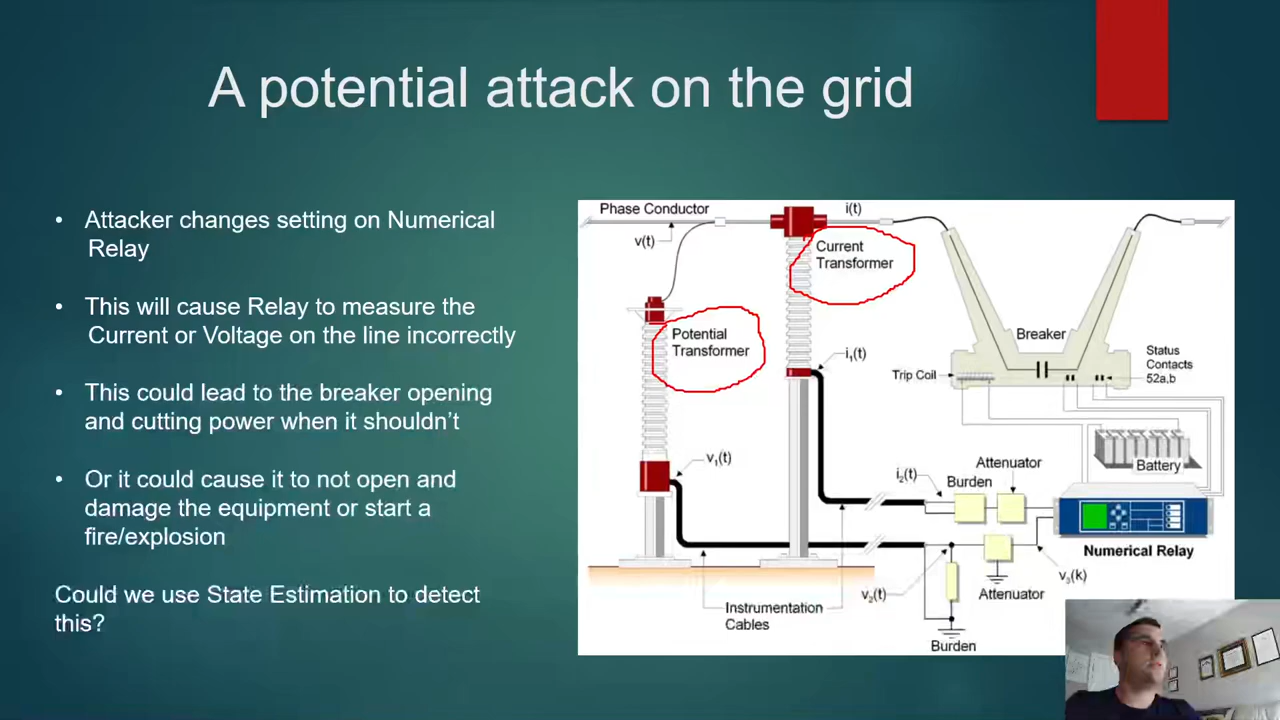 A potential attack on the grid
• Attacker changes setting on Numerical
Relay
• This will cause Relay to measure the
Current or Voltage on the line incorrectly
• This could lead to the breaker opening
and cutting power when it shouldn't
• Or it could cause it to not open and
damage the equipment or start a
fire/explosion
Could we use State Estimation to detect
this?
Phase Conductor
v(t)
i(t)
Current
Transformer
Potential
Transformer
Breaker
Trip Coil
Status
Contacts
52a,b
i₁(t)
v₁(t)
Battery
i₂(t)
Burden
Attenuator
Numerical Relay
v₂(t)
Attenuator
v₃(k)
Instrumentation
Cables
Burden